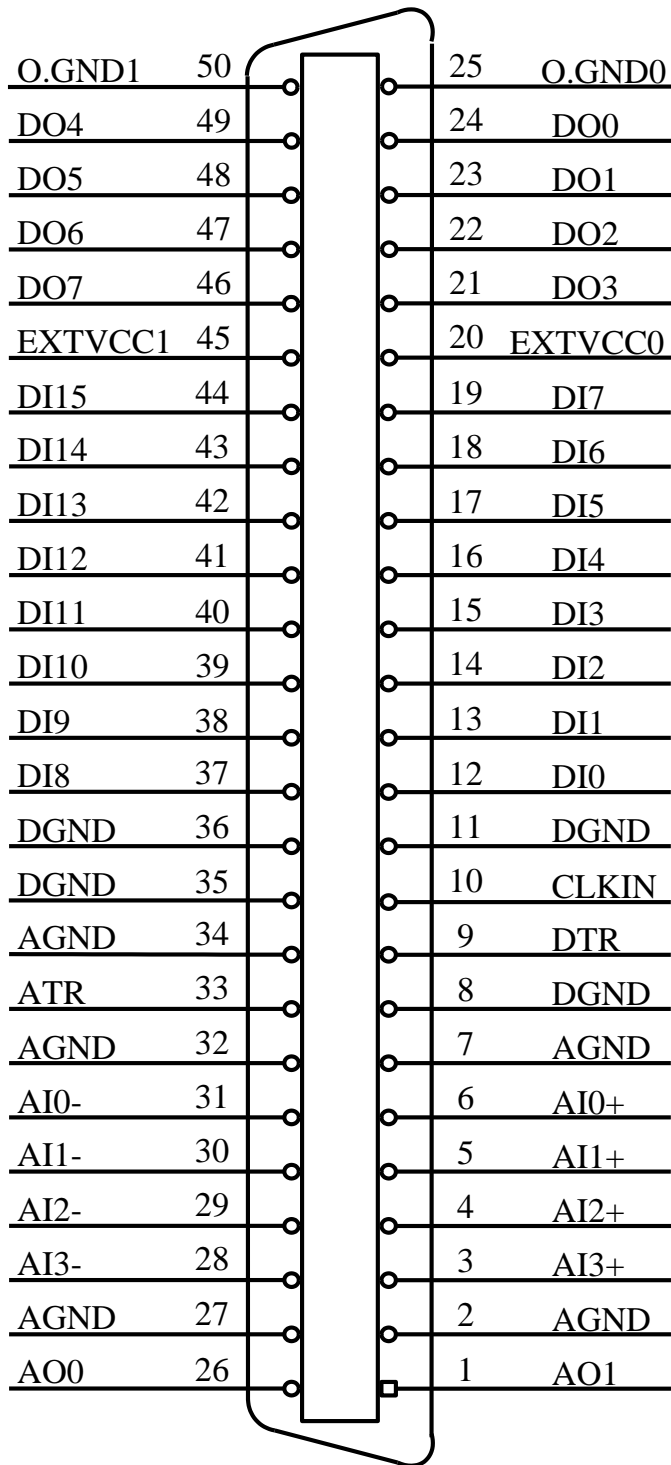 O.GND1 50 25 O.GND0
DO4 49 24 DO0
DO5 48 23 DO1
DO6 47 22 DO2
DO7 46 21 DO3
EXTVCC1 45 20 EXTVCC0
DI15 44 19 DI7
DI14 43 18 DI6
DI13 42 17 DI5
DI12 41 16 DI4
DI11 40 15 DI3
DI10 39 14 DI2
DI9 38 13 DI1
DI8 37 12 DI0
DGND 36 11 DGND
DGND 35 10 CLKIN
AGND 34 9 DTR
ATR 33 8 DGND
AGND 32 7 AGND
AI0- 31 6 AI0+
AI1- 30 5 AI1+
AI2- 29 4 AI2+
AI3- 28 3 AI3+
AGND 27 2 AGND
AO0 26 1 AO1